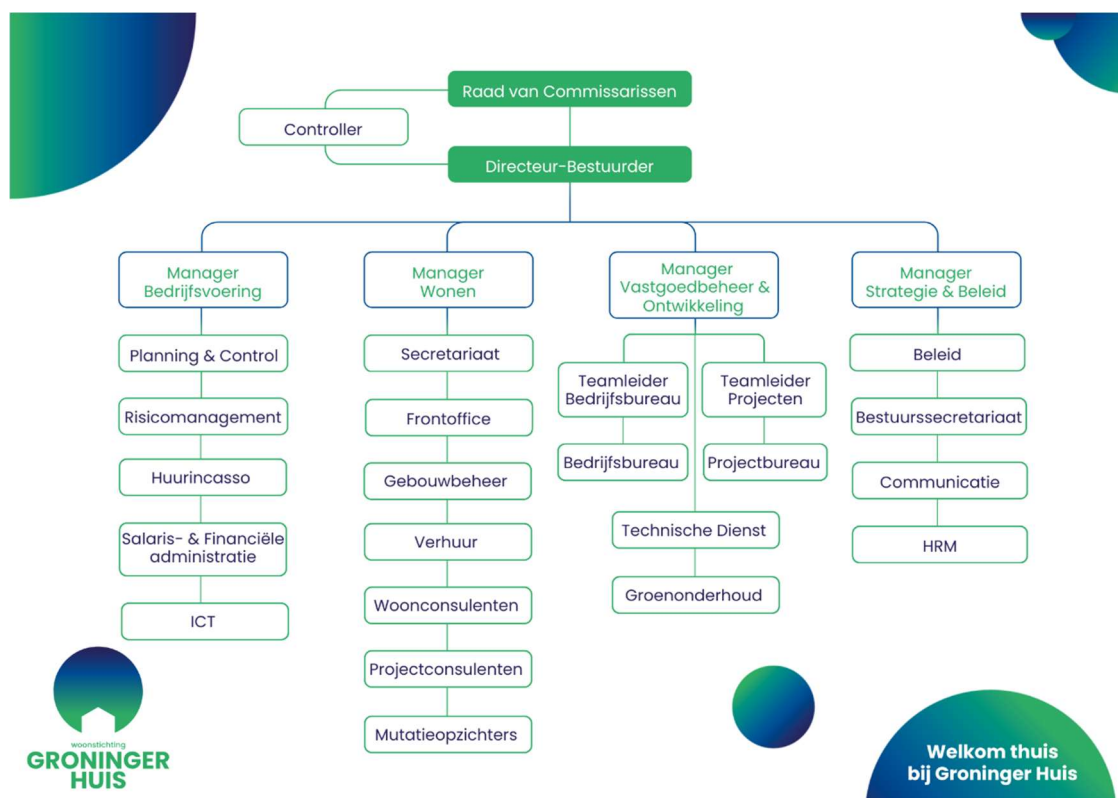 Raad van Commissarissen
Controller
Directeur-Bestuurder
Manager
Bedrijfsvoering
Planning & Control
Risicomanagement
Huurincasso
Salaris- & Financiële
administratie
ICT
Manager
Wonen
Secretariaat
Frontoffice
Gebouwbeheer
Verhuur
Woonconsulenten
Projectconsulenten
Mutatieopzichters
Manager
Vastgoedbeheer &
Ontwikkeling
Teamleider
Bedrijfsbureau
Bedrijfsbureau
Teamleider
Projecten
Projectbureau
Technische Dienst
Groenonderhoud
Manager
Strategie & Beleid
Beleid
Bestuurssecretariaat
Communicatie
HRM
woonstichting
GRONINGER
HUIS
Welkom thuis
bij Groninger Huis